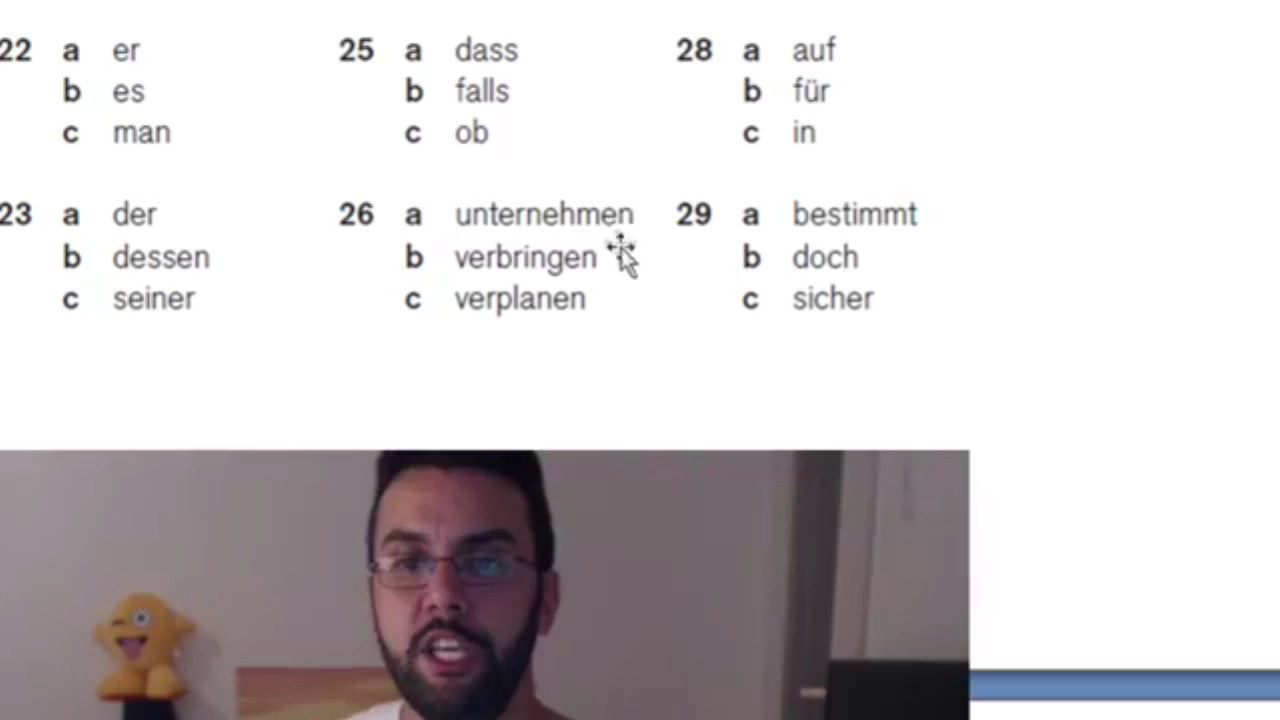 22 a er
b es
c man
23 a der
b dessen
c seiner
25 a dass
b falls
c ob
26 a unternehmen
b verbringen
c verplanen
28 a auf
b für
c in
29 a bestimmt
b doch
c sicher